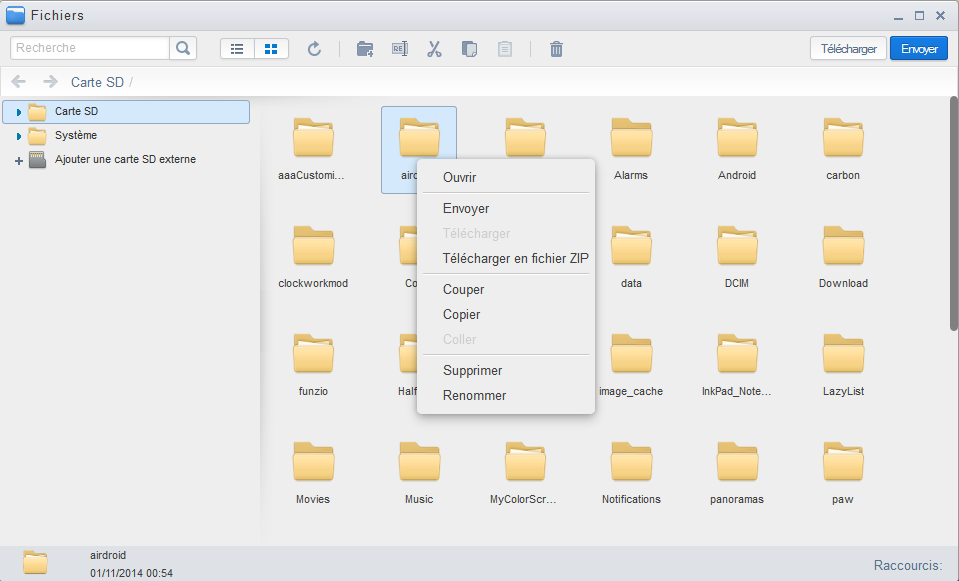 Fichiers
Recherche
Télécharger
Envoyer
Carte SD /
Carte SD
Système
Ajouter une carte SD externe
aaaCustomi...
Alarms
Android
carbon
Ouvrir
Envoyer
Télécharger
Télécharger en fichier ZIP
Couper
Copier
Coller
Supprimer
Renommer
clockworkmod
data
DCIM
Download
funzio
Half
image_cache
InkPad_Note...
LazyList
Movies
Music
MyColorScr...
Notifications
panoramas
paw
airdroid
01/11/2014 00:54
Raccourcis: